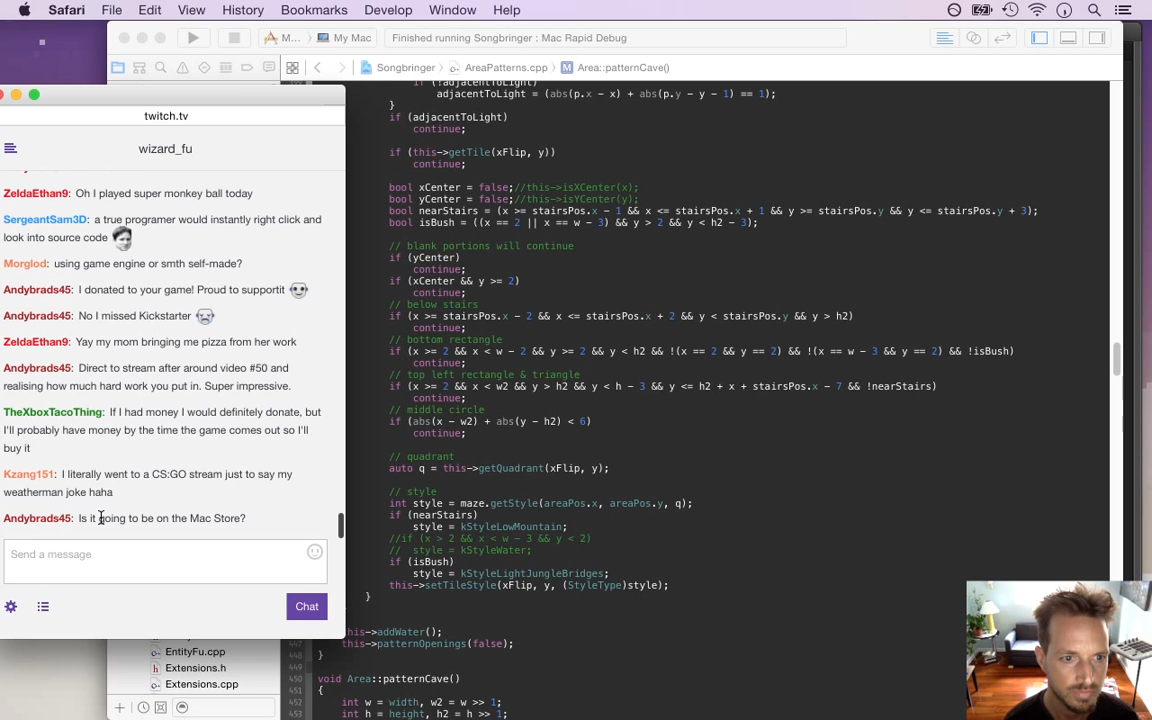 Safari File Edit View History Bookmarks Develop Window Help
M... My Mac Finished running Songbringer : Mac Rapid Debug
Songbringer AreaPatterns.cpp Area::patternCave()
twitch.tv
wizard_fu
ZeldaEthan9: Oh I played super monkey ball today
SergeantSam3D: a true programer would instantly right click and
look into source code
Morglod: using game engine or smth self-made?
Andybrads45: I donated to your game! Proud to supportit
Andybrads45: No I missed Kickstarter
ZeldaEthan9: Yay my mom bringing me pizza from her work
Andybrads45: Direct to stream after around video #50 and
realising how much hard work you put in. Super impressive.
TheXboxTacoThing: If I had money I would definitely donate, but
I'll probably have money by the time the game comes out so I'll
buy it
Kzang151: I literally went to a CS:GO stream just to say my
weatherman joke haha
Andybrads45: Is it going to be on the Mac Store?
Send a message
Chat
EntityFu.cpp
Extensions.h
Extensions.cpp
if (!adjacentToLight)
adjacentToLight = (abs(p.x - x) + abs(p.y - y - 1) == 1);
}
if (adjacentToLight)
continue;
if (this->getTile(xFlip, y))
continue;
bool xCenter = false;//this->isXCenter(x);
bool yCenter = false;//this->isYCenter(y);
bool nearStairs = (x >= stairsPos.x - 1 && x <= stairsPos.x + 1 && y >= stairsPos.y && y <= stairsPos.y + 3);
bool isBush = ((x == 2 || x == w - 3) && y > 2 && y < h2 - 3);
// blank portions will continue
if (yCenter)
continue;
if (xCenter && y >= 2)
continue;
// below stairs
if (x >= stairsPos.x - 2 && x <= stairsPos.x + 2 && y < stairsPos.y && y > h2)
continue;
// bottom rectangle
if (x >= 2 && x < w - 2 && y >= 2 && y < h2 && !(x == 2 && y == 2) && !(x == w - 3 && y == 2) && !isBush)
continue;
// top left rectangle & triangle
if (x >= 2 && x < w2 && y > h2 && y < h - 3 && y <= h2 + x + stairsPos.x - 7 && !nearStairs)
continue;
// middle circle
if (abs(x - w2) + abs(y - h2) < 6)
continue;
// quadrant
auto q = this->getQuadrant(xFlip, y);
// style
int style = maze.getStyle(areaPos.x, areaPos.y, q);
if (nearStairs)
style = kStyleLowMountain;
//if (x > 2 && x < w - 3 && y < 2)
// style = kStyleWater;
if (isBush)
style = kStyleLightJungleBridges;
this->setTileStyle(xFlip, y, (StyleType)style);
}
this->addWater();
447 this->patternOpenings(false);
448 }
449
450 void Area::patternCave()
451 {
452 int w = width, w2 = w >> 1;
453 int h = height, h2 = h >> 1;